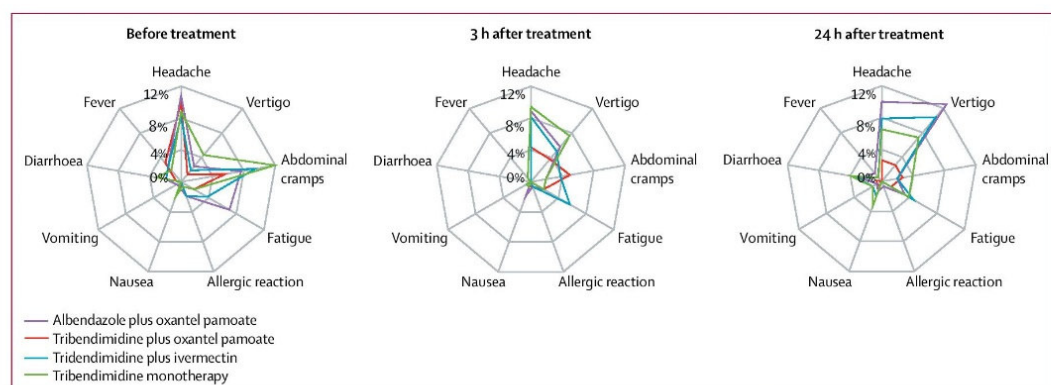 Before treatment
3 h after treatment
24 h after treatment
Headache
12%
8%
4%
0%
Fever
Vertigo
Diarrhoea
Abdominal
cramps
Vomiting
Fatigue
Nausea
Allergic reaction
Headache
12%
8%
4%
0%
Fever
Vertigo
Diarrhoea
Abdominal
cramps
Vomiting
Fatigue
Nausea
Allergic reaction
Headache
12%
8%
4%
0%
Fever
Vertigo
Diarrhoea
Abdominal
cramps
Vomiting
Fatigue
Nausea
Allergic reaction
Albendazole plus oxantel pamoate
Tribendimidine plus oxantel pamoate
Tridendimidine plus ivermectin
Tribendimidine monotherapy